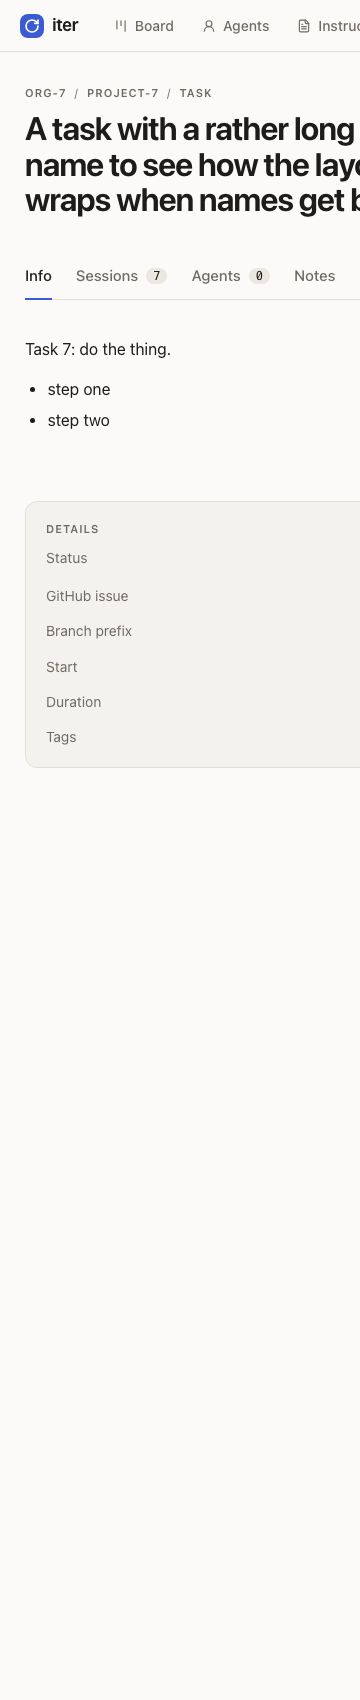 iter Board Agents
ORG-7 / PROJECT-7 / TASK
A task with a rather long
name to see how the
wraps when names get
Info Sessions 7 Agents 0 Notes
Task 7: do the thing.
• step one
• step two
DETAILS
Status
GitHub issue
Branch prefix
Start
Duration
Tags